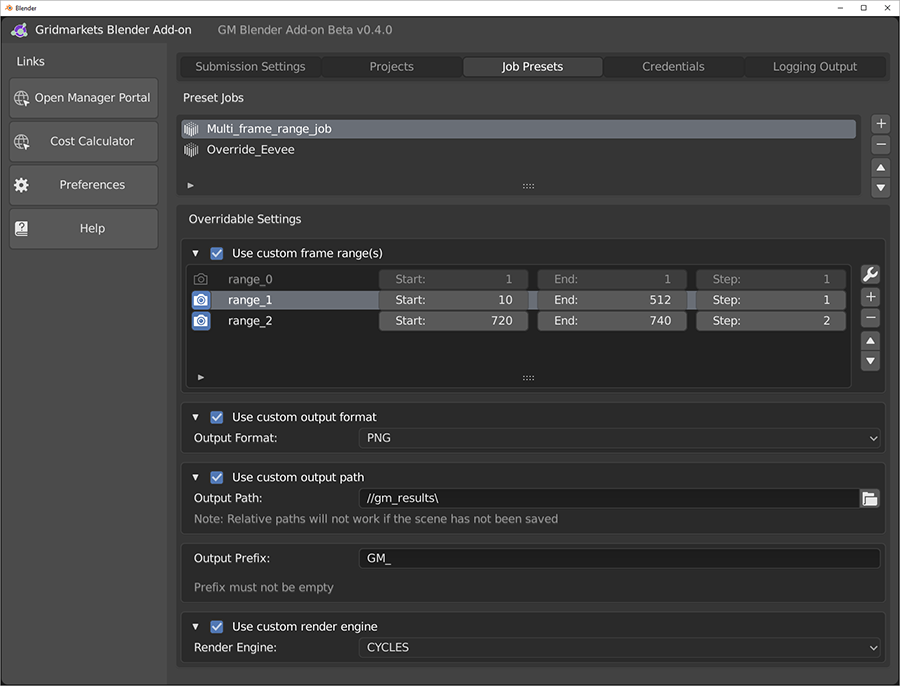 Blender
Gridmarkets Blender Add-on GM Blender Add-on Beta v0.4.0
Links
Open Manager Portal
Cost Calculator
Preferences
Help
Submission Settings Projects Job Presets Credentials Logging Output
Preset Jobs
Multi_frame_range_job
Override_Eevee
Overridable Settings
Use custom frame range(s)
range_0 Start: 1 End: 1 Step: 1
range_1 Start: 10 End: 512 Step: 1
range_2 Start: 720 End: 740 Step: 2
Use custom output format
Output Format: PNG
Use custom output path
Output Path: //gm_results\
Note: Relative paths will not work if the scene has not been saved
Output Prefix: GM_
Prefix must not be empty
Use custom render engine
Render Engine: CYCLES